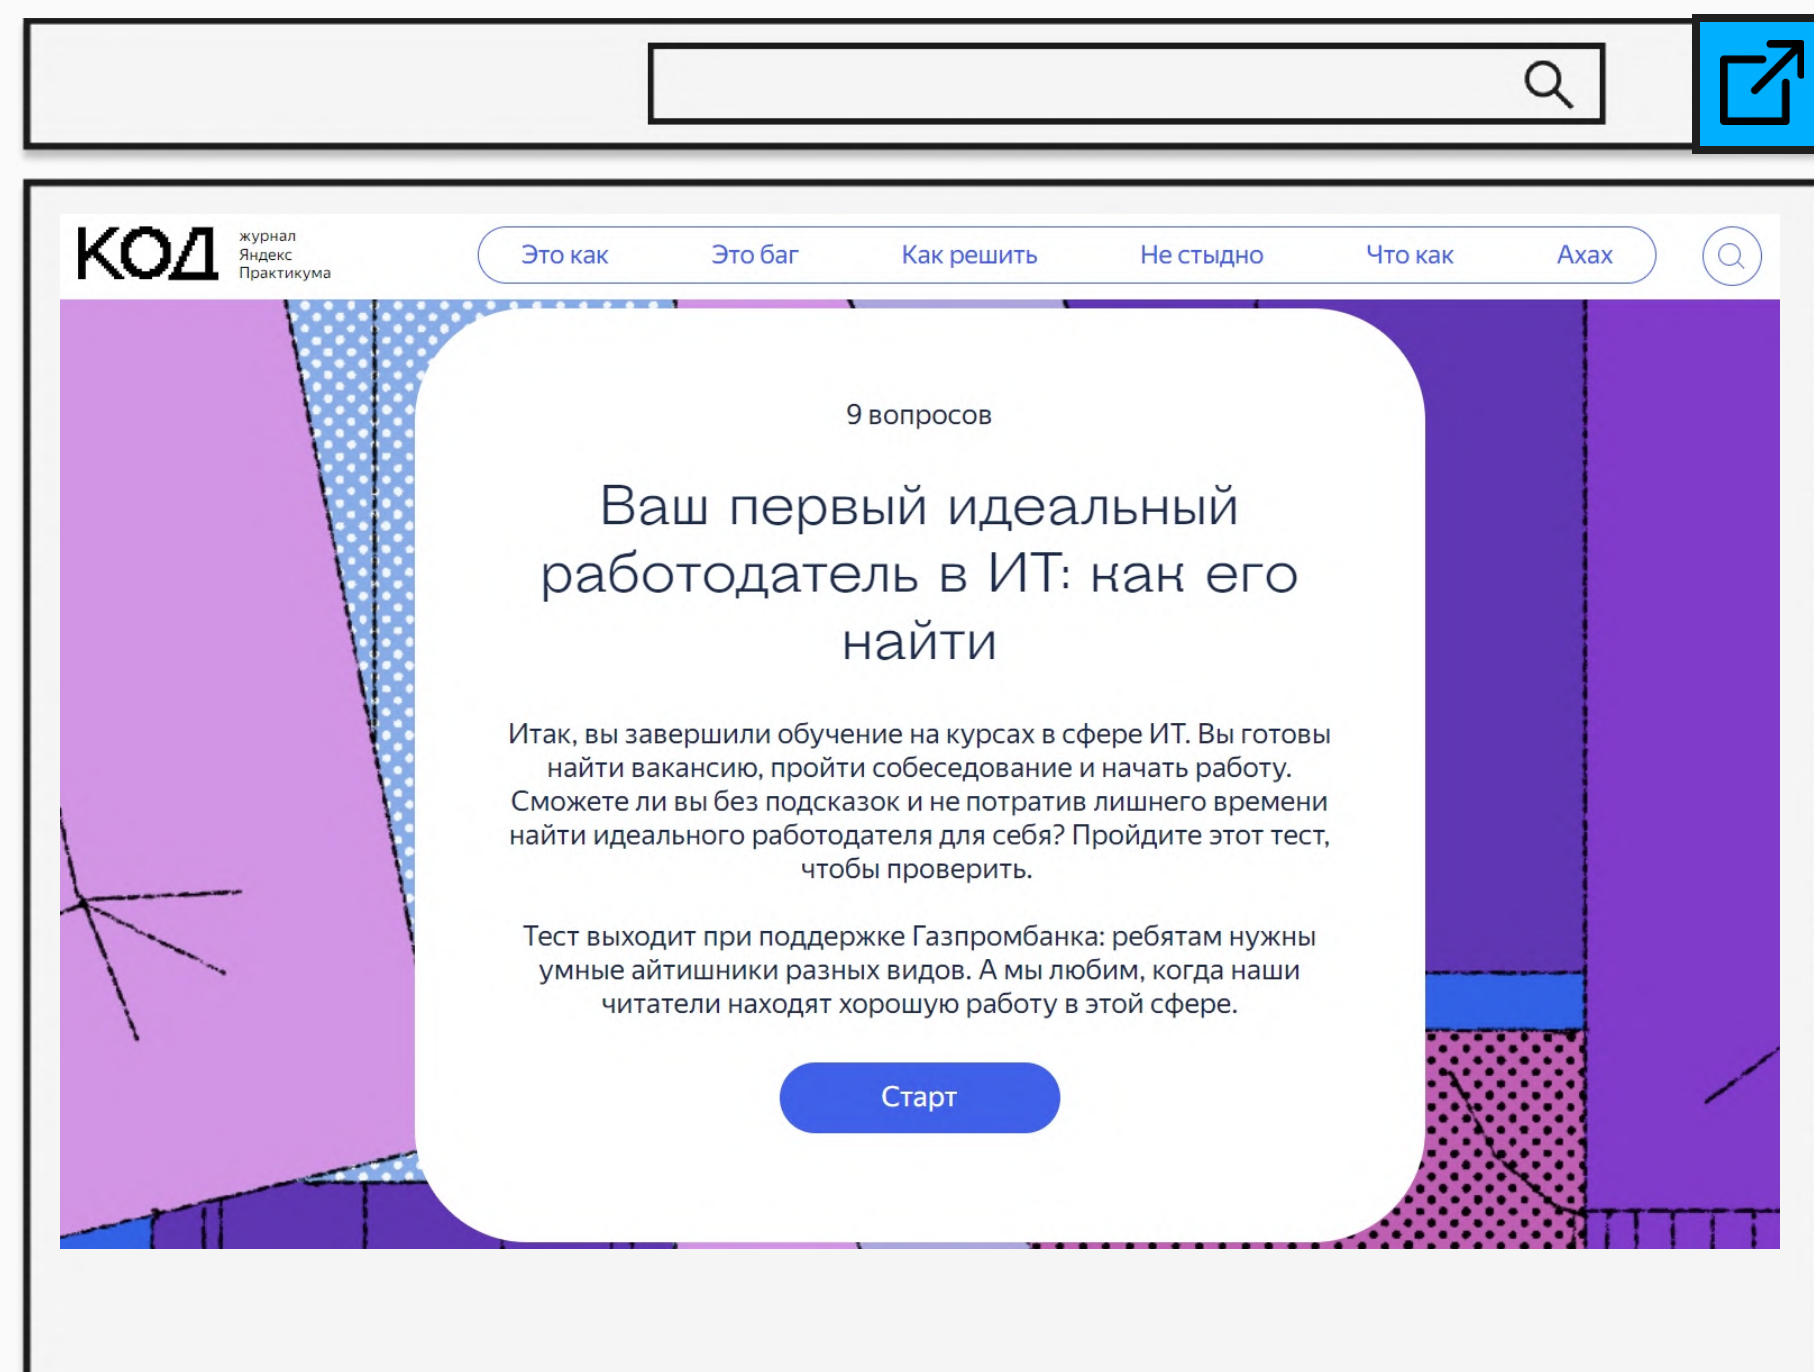 КОД
журнал
Яндекс
Практикума
Это как
Это баг
Как решить
Не стыдно
Что как
Ахах
9 вопросов
Ваш первый идеальный
работодатель в ИТ: как его
найти
Итак, вы завершили обучение на курсах в сфере ИТ. Вы готовы
найти вакансию, пройти собеседование и начать работу.
Сможете ли вы без подсказок и не потратив лишнего времени
найти идеального работодателя для себя? Пройдите этот тест,
чтобы проверить.
Тест выходит при поддержке Газпромбанка: ребятам нужны
умные айтишники разных видов. А мы любим, когда наши
читатели находят хорошую работу в этой сфере.
Старт